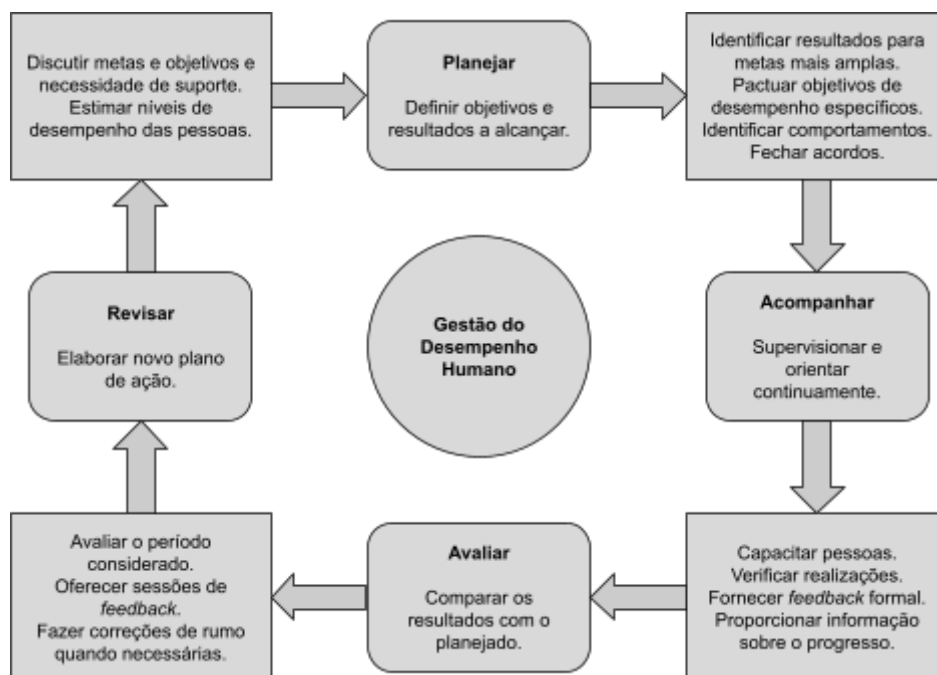 Discutir metas e objetivos e
necessidade de suporte.
Estimar níveis de
desempenho das pessoas.
Planejar
Definir objetivos e
resultados a alcançar.
Identificar resultados para
metas mais amplas.
Pactuar objetivos de
desempenho específicos.
Identificar comportamentos.
Fechar acordos.
Revisar
Elaborar novo plano
de ação.
Gestão do
Desempenho
Humano
Acompanhar
Supervisionar e
orientar
continuamente.
Avaliar o período
considerado.
Oferecer sessões de
feedback.
Fazer correções de rumo
quando necessárias.
Avaliar
Comparar os
resultados com o
planejado.
Capacitar pessoas.
Verificar realizações.
Fornecer feedback formal.
Proporcionar informação
sobre o progresso.